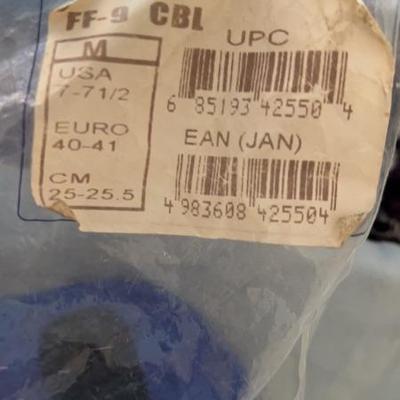 FF-9 CBL
M
USA
7-71/2
EURO
40-41
CM
25-25.5
UPC
6 85193 42550 4
EAN (JAN)
4 983608 425504